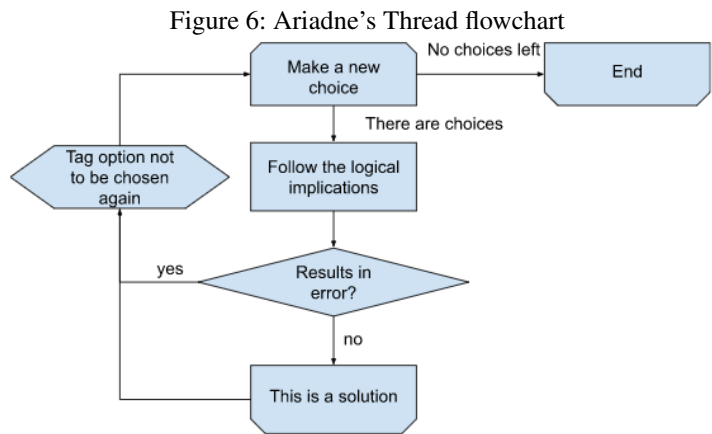 Figure 6: Ariadne's Thread flowchart
Make a new
choice
No choices left
End
There are choices
Tag option not
to be chosen
again
Follow the logical
implications
yes
Results in
error?
no
This is a solution